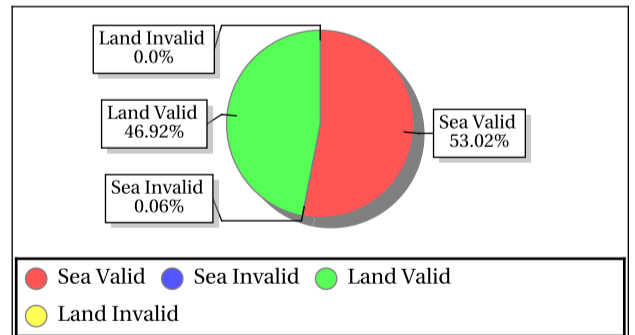 Land Invalid
0.0%
Land Valid
46.92%
Sea Valid
53.02%
Sea Invalid
0.06%
Sea Valid Sea Invalid Land Valid
Land Invalid